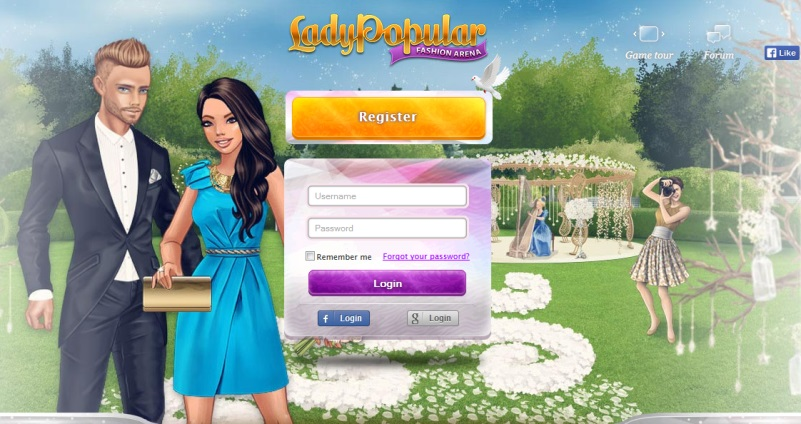 LadyPopular
FASHION ARENA
Game tour
Forum
f Like
Register
Username
Password
Remember me
Forgot your password?
Login
f Login
g Login